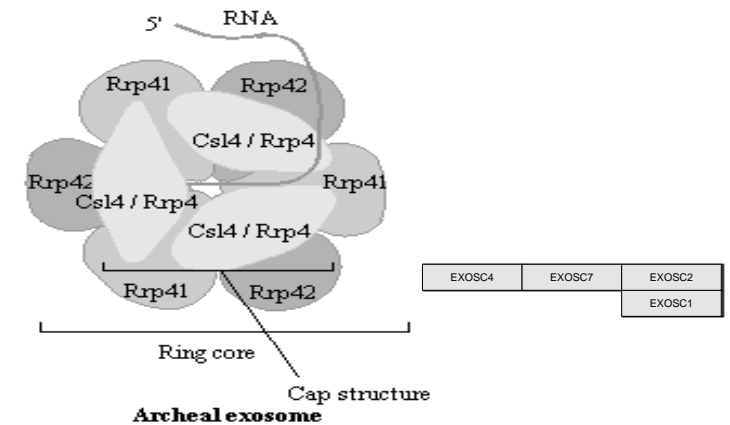 5' RNA
Rrp41 Rrp42
Csl4 / Rrp4
Rrp42 Rrp41
Csl4 / Rrp4
Csl4 / Rrp4
EXOSC4 EXOSC7 EXOSC2
Rrp41 Rrp42
EXOSC1
Ring core
Cap structure
Archeal exosome